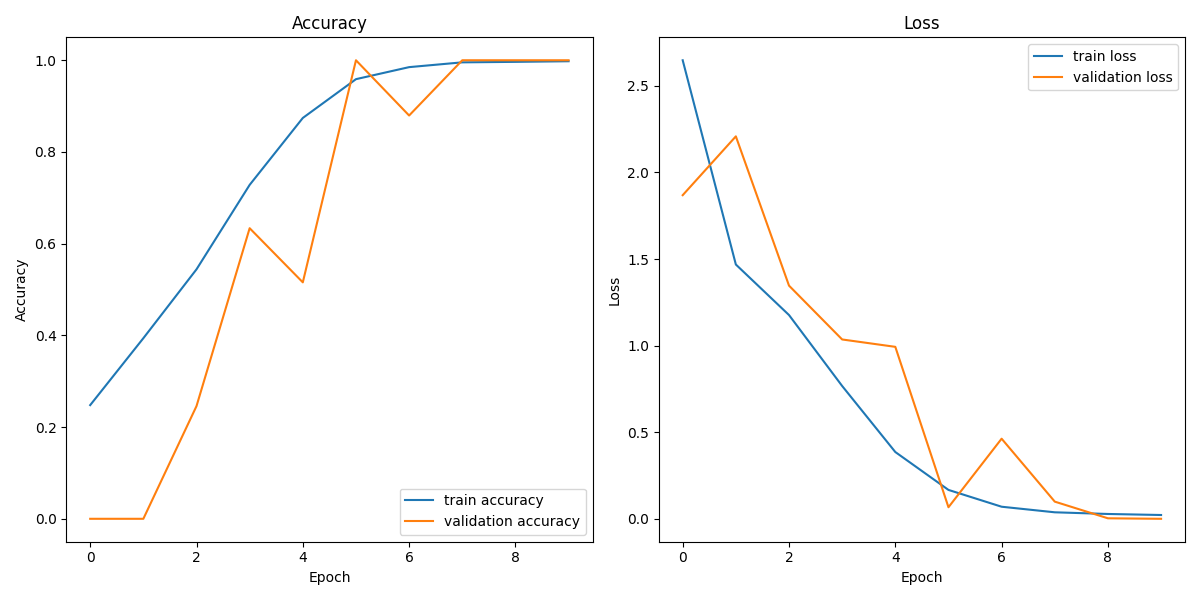 Accuracy
1.0
0.8
0.6
0.4
0.2
0.0
Accuracy
train accuracy
validation accuracy
0 2 4 6 8
Epoch
Loss
train loss
validation loss
2.5
2.0
1.5
1.0
0.5
0.0
Loss
0 2 4 6 8
Epoch